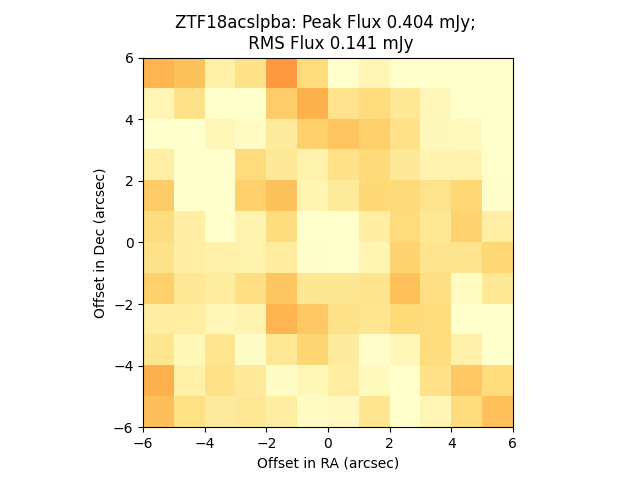 ZTF18acslpba: Peak Flux 0.404 mJy;
RMS Flux 0.141 mJy
6
4
2
0
−2
−4
−6
Offset in Dec (arcsec)
−6 −4 −2 0 2 4 6
Offset in RA (arcsec)